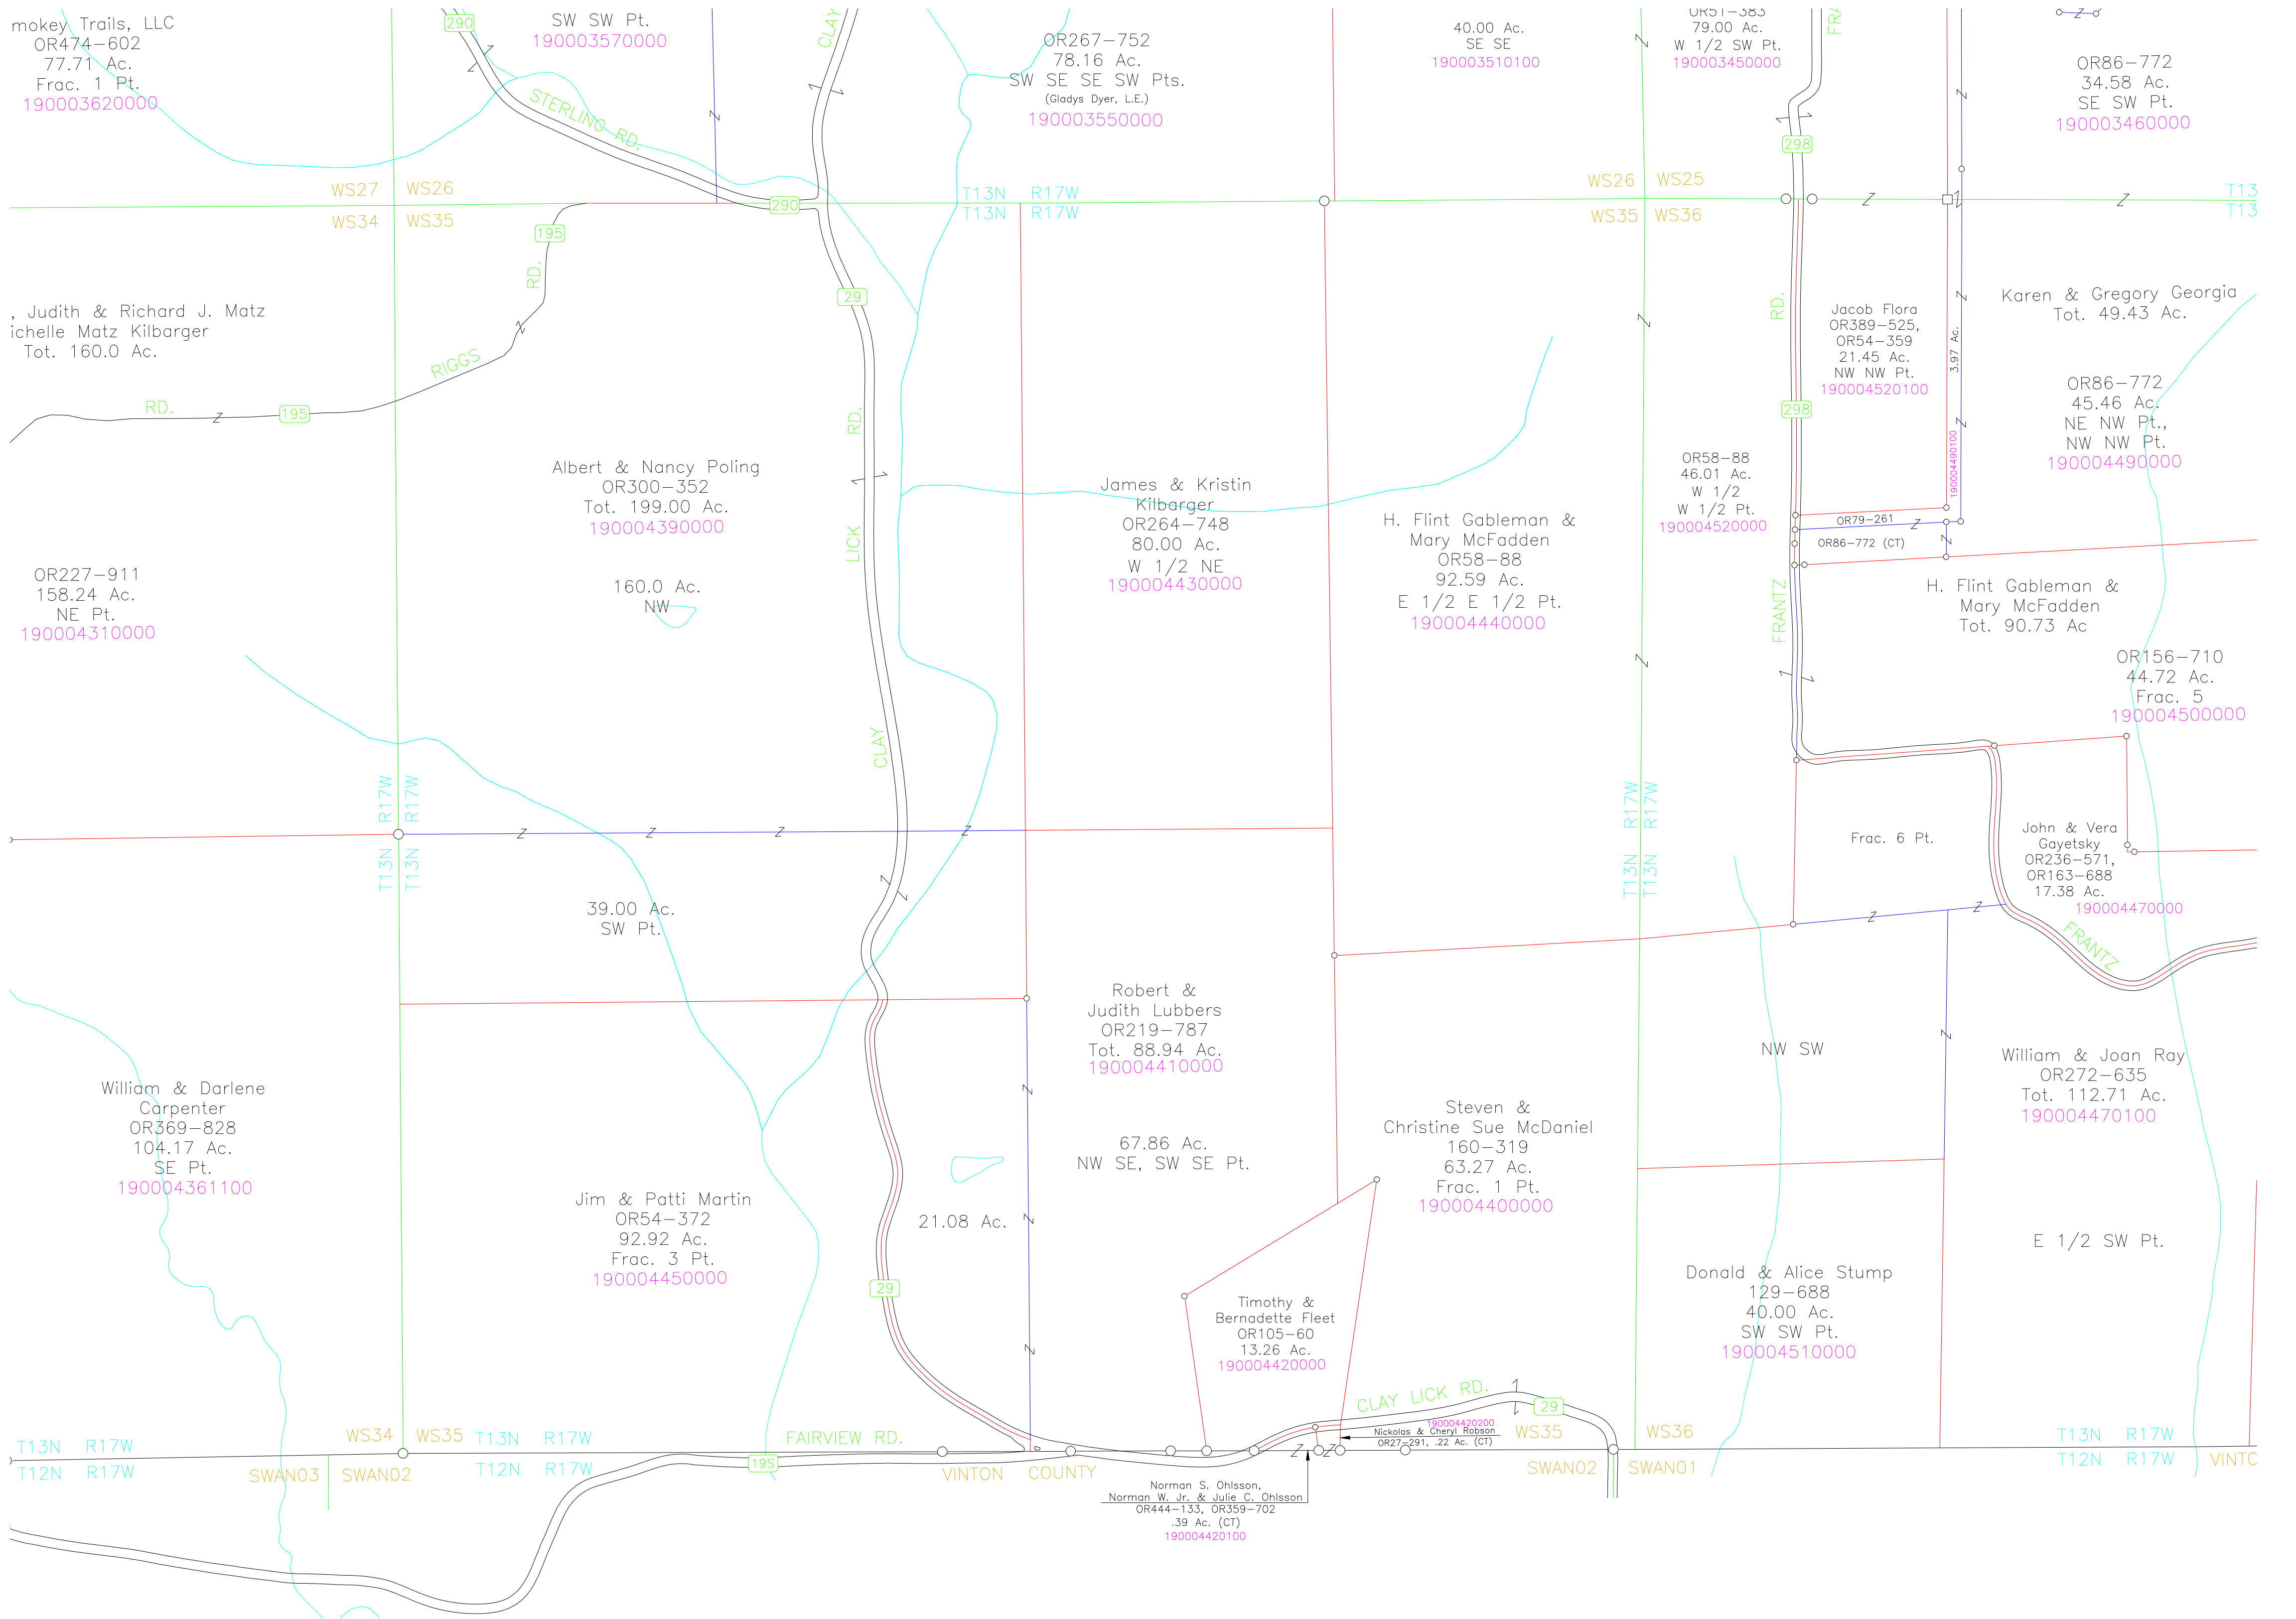 mokey Trails, LLC
OR474-602
77.71 Ac.
Frac. 1 Pt.
190003620000
290
SW SW Pt.
190003570000
STERLING RD.
CLAY
OR267-752
78.16 Ac.
SW SE SE SW Pts.
(Gladys Dyer, L.E.)
190003550000
40.00 Ac.
SE SE
190003510100
OR51-383
79.00 Ac.
W 1/2 SW Pt.
190003450000
298
OR86-772
34.58 Ac.
SE SW Pt.
190003460000
WS27 WS26
WS34 WS35
290
T13N R17W
T13N R17W
WS26 WS25
WS35 WS36
T13
T13
195
RD.
29
RD.
, Judith & Richard J. Matz
ichelle Matz Kilbarger
Tot. 160.0 Ac.
RIGGS
RD.
195
RD.
298
Jacob Flora
OR389-525,
OR54-359
21.45 Ac.
NW NW Pt.
190004520100
3.97 Ac.
190004490100
Karen & Gregory Georgia
Tot. 49.43 Ac.
OR86-772
45.46 Ac.
NE NW Pt.,
NW NW Pt.
190004490000
Albert & Nancy Poling
OR300-352
Tot. 199.00 Ac.
190004390000
160.0 Ac.
NW
LICK
CLAY
James & Kristin
Kilbarger
OR264-748
80.00 Ac.
W 1/2 NE
190004430000
H. Flint Gableman &
Mary McFadden
OR58-88
92.59 Ac.
E 1/2 E 1/2 Pt.
190004440000
OR58-88
46.01 Ac.
W 1/2
W 1/2 Pt.
190004520000
OR79-261
OR86-772 (CT)
FRANTZ
H. Flint Gableman &
Mary McFadden
Tot. 90.73 Ac
OR156-710
44.72 Ac.
Frac. 5
190004500000
OR227-911
158.24 Ac.
NE Pt.
190004310000
T13N R17W
T13N R17W
T13N R17W
T13N R17W
Frac. 6 Pt.
John & Vera
Gayetsky
OR236-571,
OR163-688
17.38 Ac.
190004470000
FRANTZ
39.00 Ac.
SW Pt.
Robert &
Judith Lubbers
OR219-787
Tot. 88.94 Ac.
190004410000
67.86 Ac.
NW SE, SW SE Pt.
21.08 Ac.
NW SW
William & Joan Ray
OR272-635
Tot. 112.71 Ac.
190004470100
E 1/2 SW Pt.
William & Darlene
Carpenter
OR369-828
104.17 Ac.
SE Pt.
190004361100
Jim & Patti Martin
OR54-372
92.92 Ac.
Frac. 3 Pt.
190004450000
29
Steven &
Christine Sue McDaniel
160-319
63.27 Ac.
Frac. 1 Pt.
190004400000
Timothy &
Bernadette Fleet
OR105-60
13.26 Ac.
190004420000
Donald & Alice Stump
129-688
40.00 Ac.
SW SW Pt.
190004510000
CLAY LICK RD.
29
190004420200
Nickolas & Cheryl Robson
OR27-291, .22 Ac. (CT)
WS35 WS36
SWAN02 SWAN01
T13N R17W
T12N R17W
WS34 WS35
SWAN03 SWAN02
T13N R17W
T12N R17W
FAIRVIEW RD.
195
VINTON COUNTY
Norman S. Ohlsson,
Norman W. Jr. & Julie C. Ohlsson
OR444-133, OR359-702
.39 Ac. (CT)
190004420100
T13N R17W
T12N R17W
VINTC